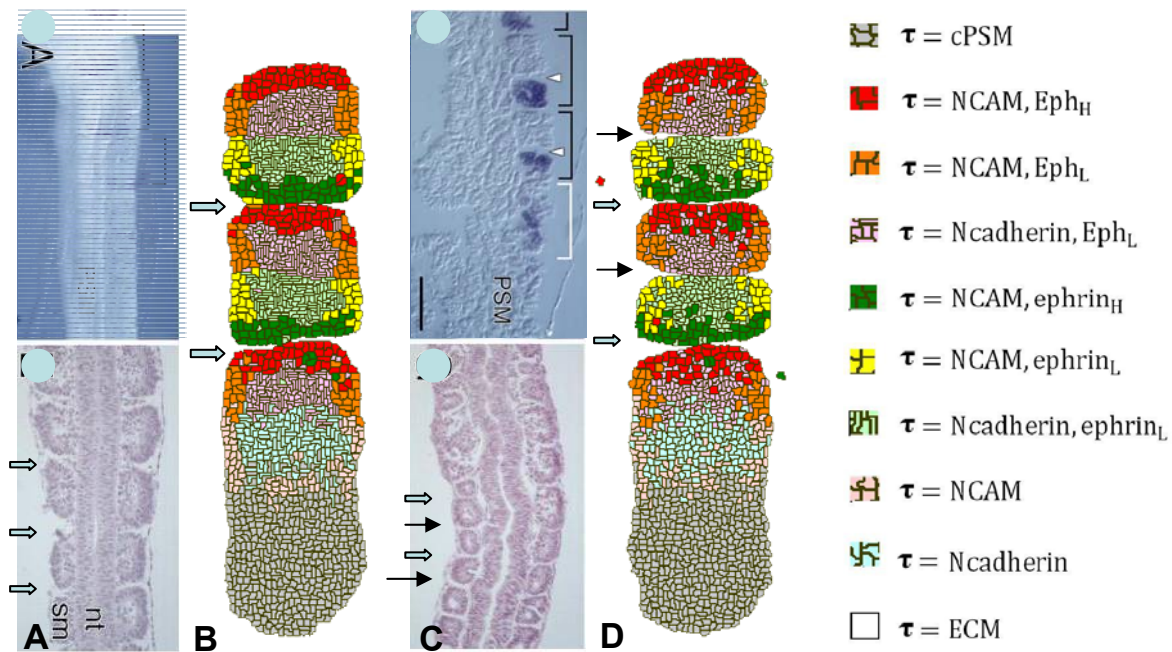 A
PSM
nt
sm
A
B
C
D
τ = cPSM
τ = NCAM, Eph_H
τ = NCAM, Eph_L
τ = Ncadherin, Eph_L
τ = NCAM, ephrin_H
τ = NCAM, ephrin_L
τ = Ncadherin, ephrin_L
τ = NCAM
τ = Ncadherin
τ = ECM